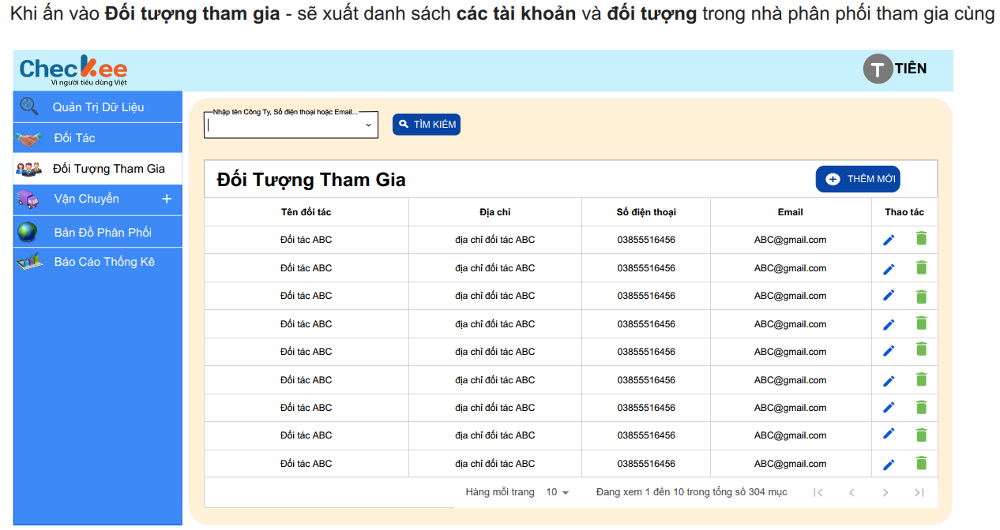 Khi ấn vào Đối tượng tham gia - sẽ xuất danh sách các tài khoản và đối tượng trong nhà phân phối tham gia cùng
Checkee
Vì người tiêu dùng Việt
T TIÊN
Quản Trị Dữ Liệu
Đối Tác
Đối Tượng Tham Gia
Vận Chuyển +
Bản Đồ Phân Phối
Báo Cáo Thống Kê
Nhập tên Công Ty, Số điện thoại hoặc Email...
TÌM KIẾM
Đối Tượng Tham Gia THÊM MỚI
Tên đối tác Địa chỉ Số điện thoại Email Thao tác
Đối tác ABC địa chỉ đối tác ABC 03855516456 ABC@gmail.com
Đối tác ABC địa chỉ đối tác ABC 03855516456 ABC@gmail.com
Đối tác ABC địa chỉ đối tác ABC 03855516456 ABC@gmail.com
Đối tác ABC địa chỉ đối tác ABC 03855516456 ABC@gmail.com
Đối tác ABC địa chỉ đối tác ABC 03855516456 ABC@gmail.com
Đối tác ABC địa chỉ đối tác ABC 03855516456 ABC@gmail.com
Đối tác ABC địa chỉ đối tác ABC 03855516456 ABC@gmail.com
Đối tác ABC địa chỉ đối tác ABC 03855516456 ABC@gmail.com
Đối tác ABC địa chỉ đối tác ABC 03855516456 ABC@gmail.com
Hàng mỗi trang 10 Đang xem 1 đến 10 trong tổng số 304 mục